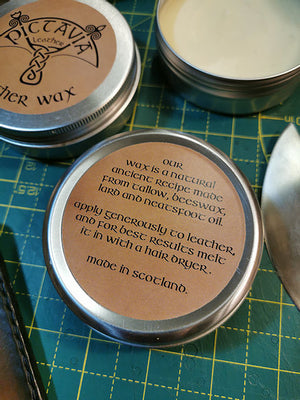 PICTAVIA
Leather
her wax
our
wax is a natural
ancient recipe made
from tallow, beeswax,
lard and neatsfoot oil.
apply generously to leather,
and for best results melt
it in with a hair dryer.
made in Scotland.